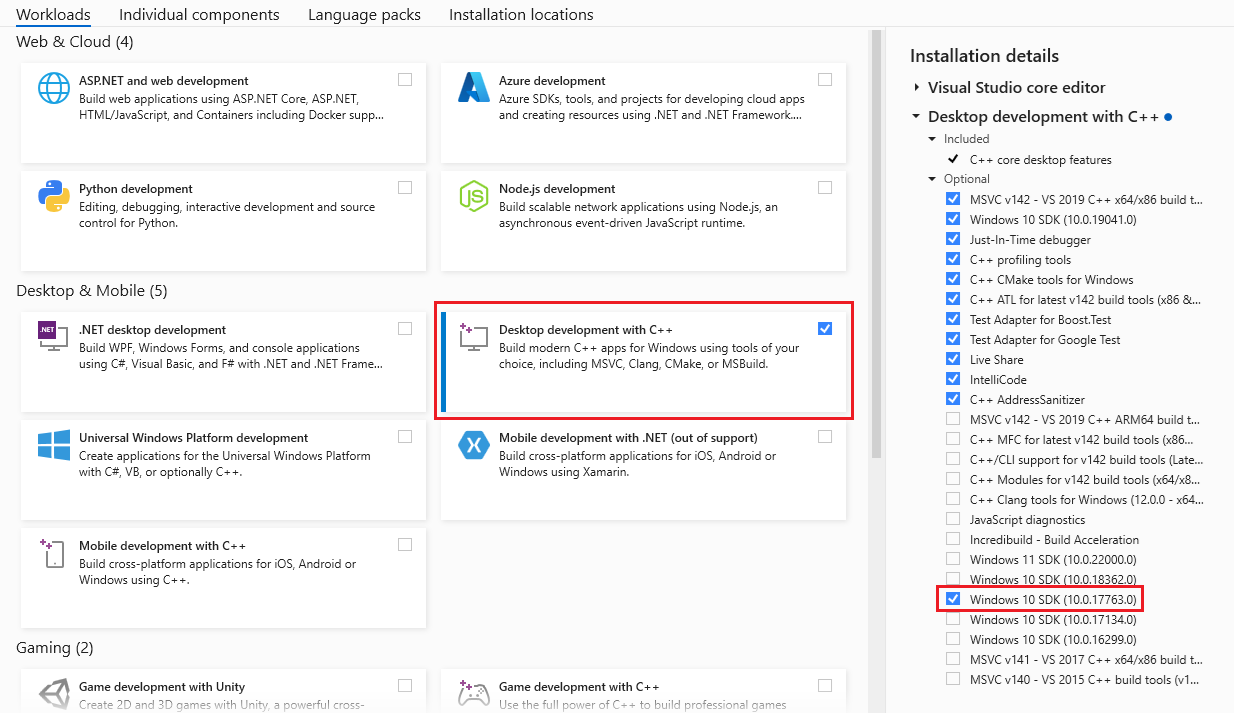 Workloads Individual components Language packs Installation locations
Web & Cloud (4)
ASP.NET and web development
Build web applications using ASP.NET Core, ASP.NET,
HTML/JavaScript, and Containers including Docker supp...
Azure development
Azure SDKs, tools, and projects for developing cloud apps
and creating resources using .NET and .NET Framework....
Python development
Editing, debugging, interactive development and source
control for Python.
JS
Node.js development
Build scalable network applications using Node.js, an
asynchronous event-driven JavaScript runtime.
Desktop & Mobile (5)
.NET
.NET desktop development
Build WPF, Windows Forms, and console applications
using C#, Visual Basic, and F# with .NET and .NET Frame...
Desktop development with C++
Build modern C++ apps for Windows using tools of your
choice, including MSVC, Clang, CMake, or MSBuild.
Universal Windows Platform development
Create applications for the Universal Windows Platform
with C#, VB, or optionally C++.
Mobile development with .NET (out of support)
Build cross-platform applications for iOS, Android or
Windows using Xamarin.
Mobile development with C++
Build cross-platform applications for iOS, Android or
Windows using C++.
Gaming (2)
Game development with Unity
Create 2D and 3D games with Unity, a powerful cross-
Game development with C++
Use the full power of C++ to build professional games
Installation details
Visual Studio core editor
Desktop development with C++
Included
C++ core desktop features
Optional
MSVC v142 - VS 2019 C++ x64/x86 build t...
Windows 10 SDK (10.0.19041.0)
Just-In-Time debugger
C++ profiling tools
C++ CMake tools for Windows
C++ ATL for latest v142 build tools (x86 &...
Test Adapter for Boost.Test
Test Adapter for Google Test
Live Share
IntelliCode
C++ AddressSanitizer
MSVC v142 - VS 2019 C++ ARM64 build t...
C++ MFC for latest v142 build tools (x86...
C++/CLI support for v142 build tools (Late...
C++ Modules for v142 build tools (x64/x8...
C++ Clang tools for Windows (12.0.0 - x64...
JavaScript diagnostics
Incredibuild - Build Acceleration
Windows 11 SDK (10.0.22000.0)
Windows 10 SDK (10.0.18362.0)
Windows 10 SDK (10.0.17763.0)
Windows 10 SDK (10.0.17134.0)
Windows 10 SDK (10.0.16299.0)
MSVC v141 - VS 2017 C++ x64/x86 build t...
MSVC v140 - VS 2015 C++ build tools (v1...